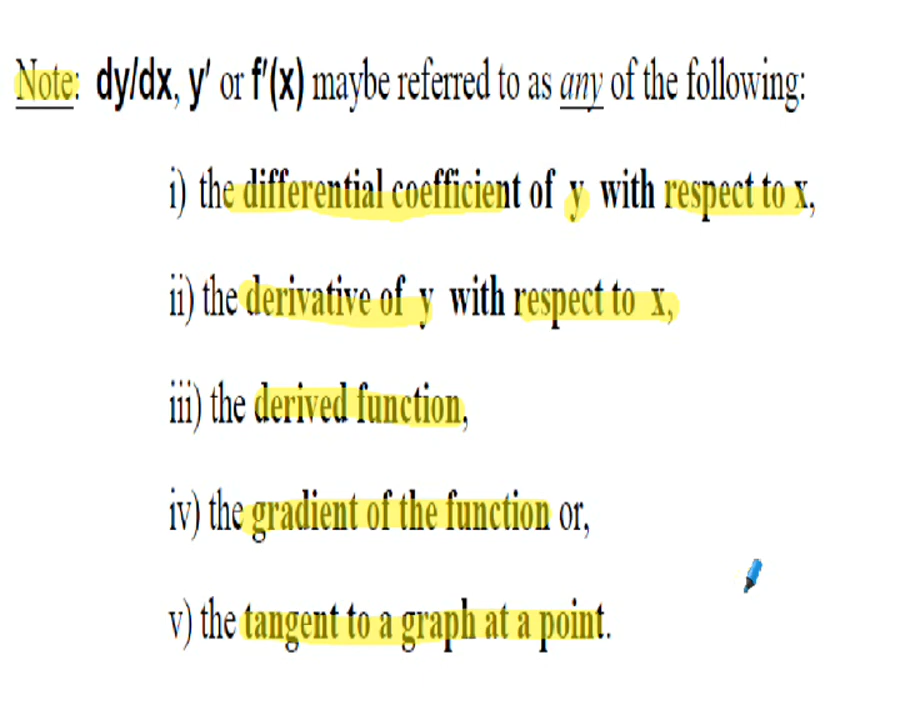 Note: dy/dx, y' or f'(x) maybe referred to as any of the following:
i) the differential coefficient of y with respect to x,
ii) the derivative of y with respect to x,
iii) the derived function,
iv) the gradient of the function or,
v) the tangent to a graph at a point.